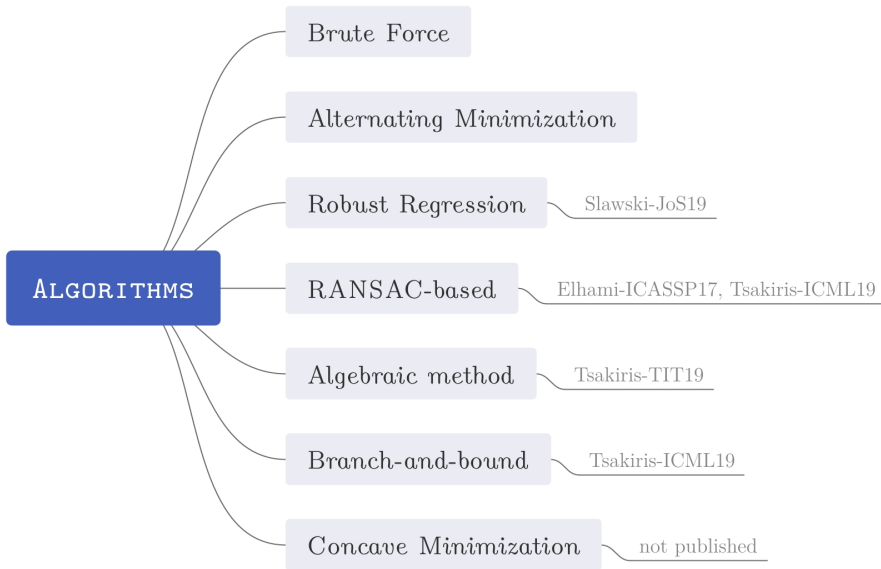 Brute Force
Alternating Minimization
Robust Regression
Slawski-JoS19
ALGORITHMS
RANSAC-based
Elhami-ICASSP17, Tsakiris-ICML19
Algebraic method
Tsakiris-TIT19
Branch-and-bound
Tsakiris-ICML19
Concave Minimization
not published